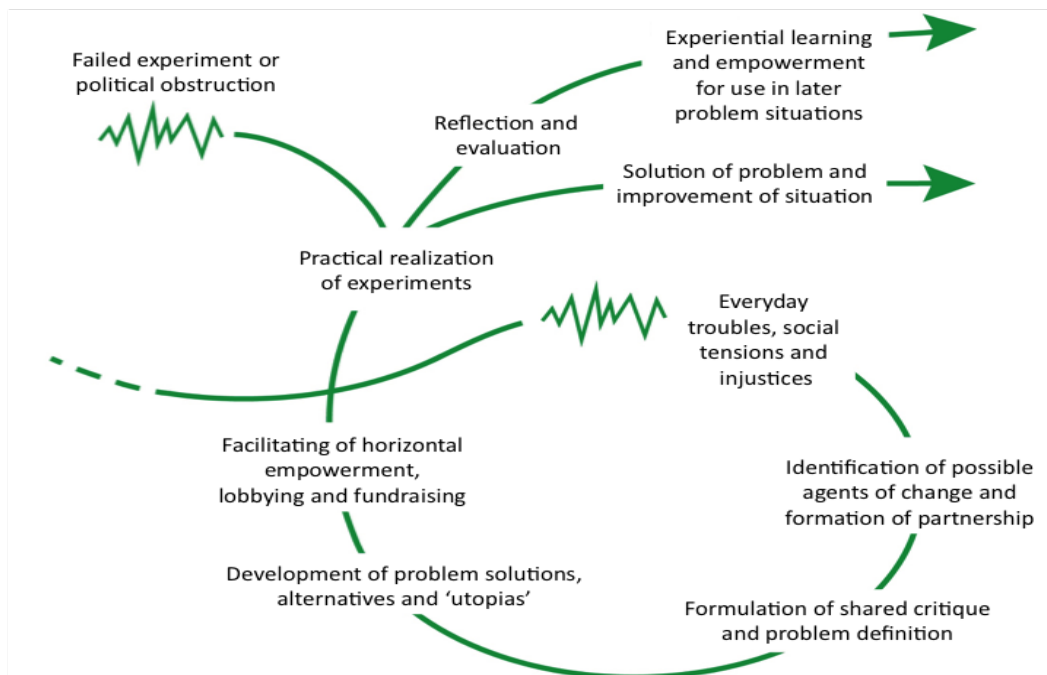 Failed experiment or
political obstruction
Experiential learning
and empowerment
for use in later
problem situations
Reflection and
evaluation
Solution of problem and
improvement of situation
Practical realization
of experiments
Everyday
troubles, social
tensions and
injustices
Facilitating of horizontal
empowerment,
lobbying and fundraising
Identification of possible
agents of change and
formation of partnership
Development of problem solutions,
alternatives and ‘utopias’
Formulation of shared critique
and problem definition